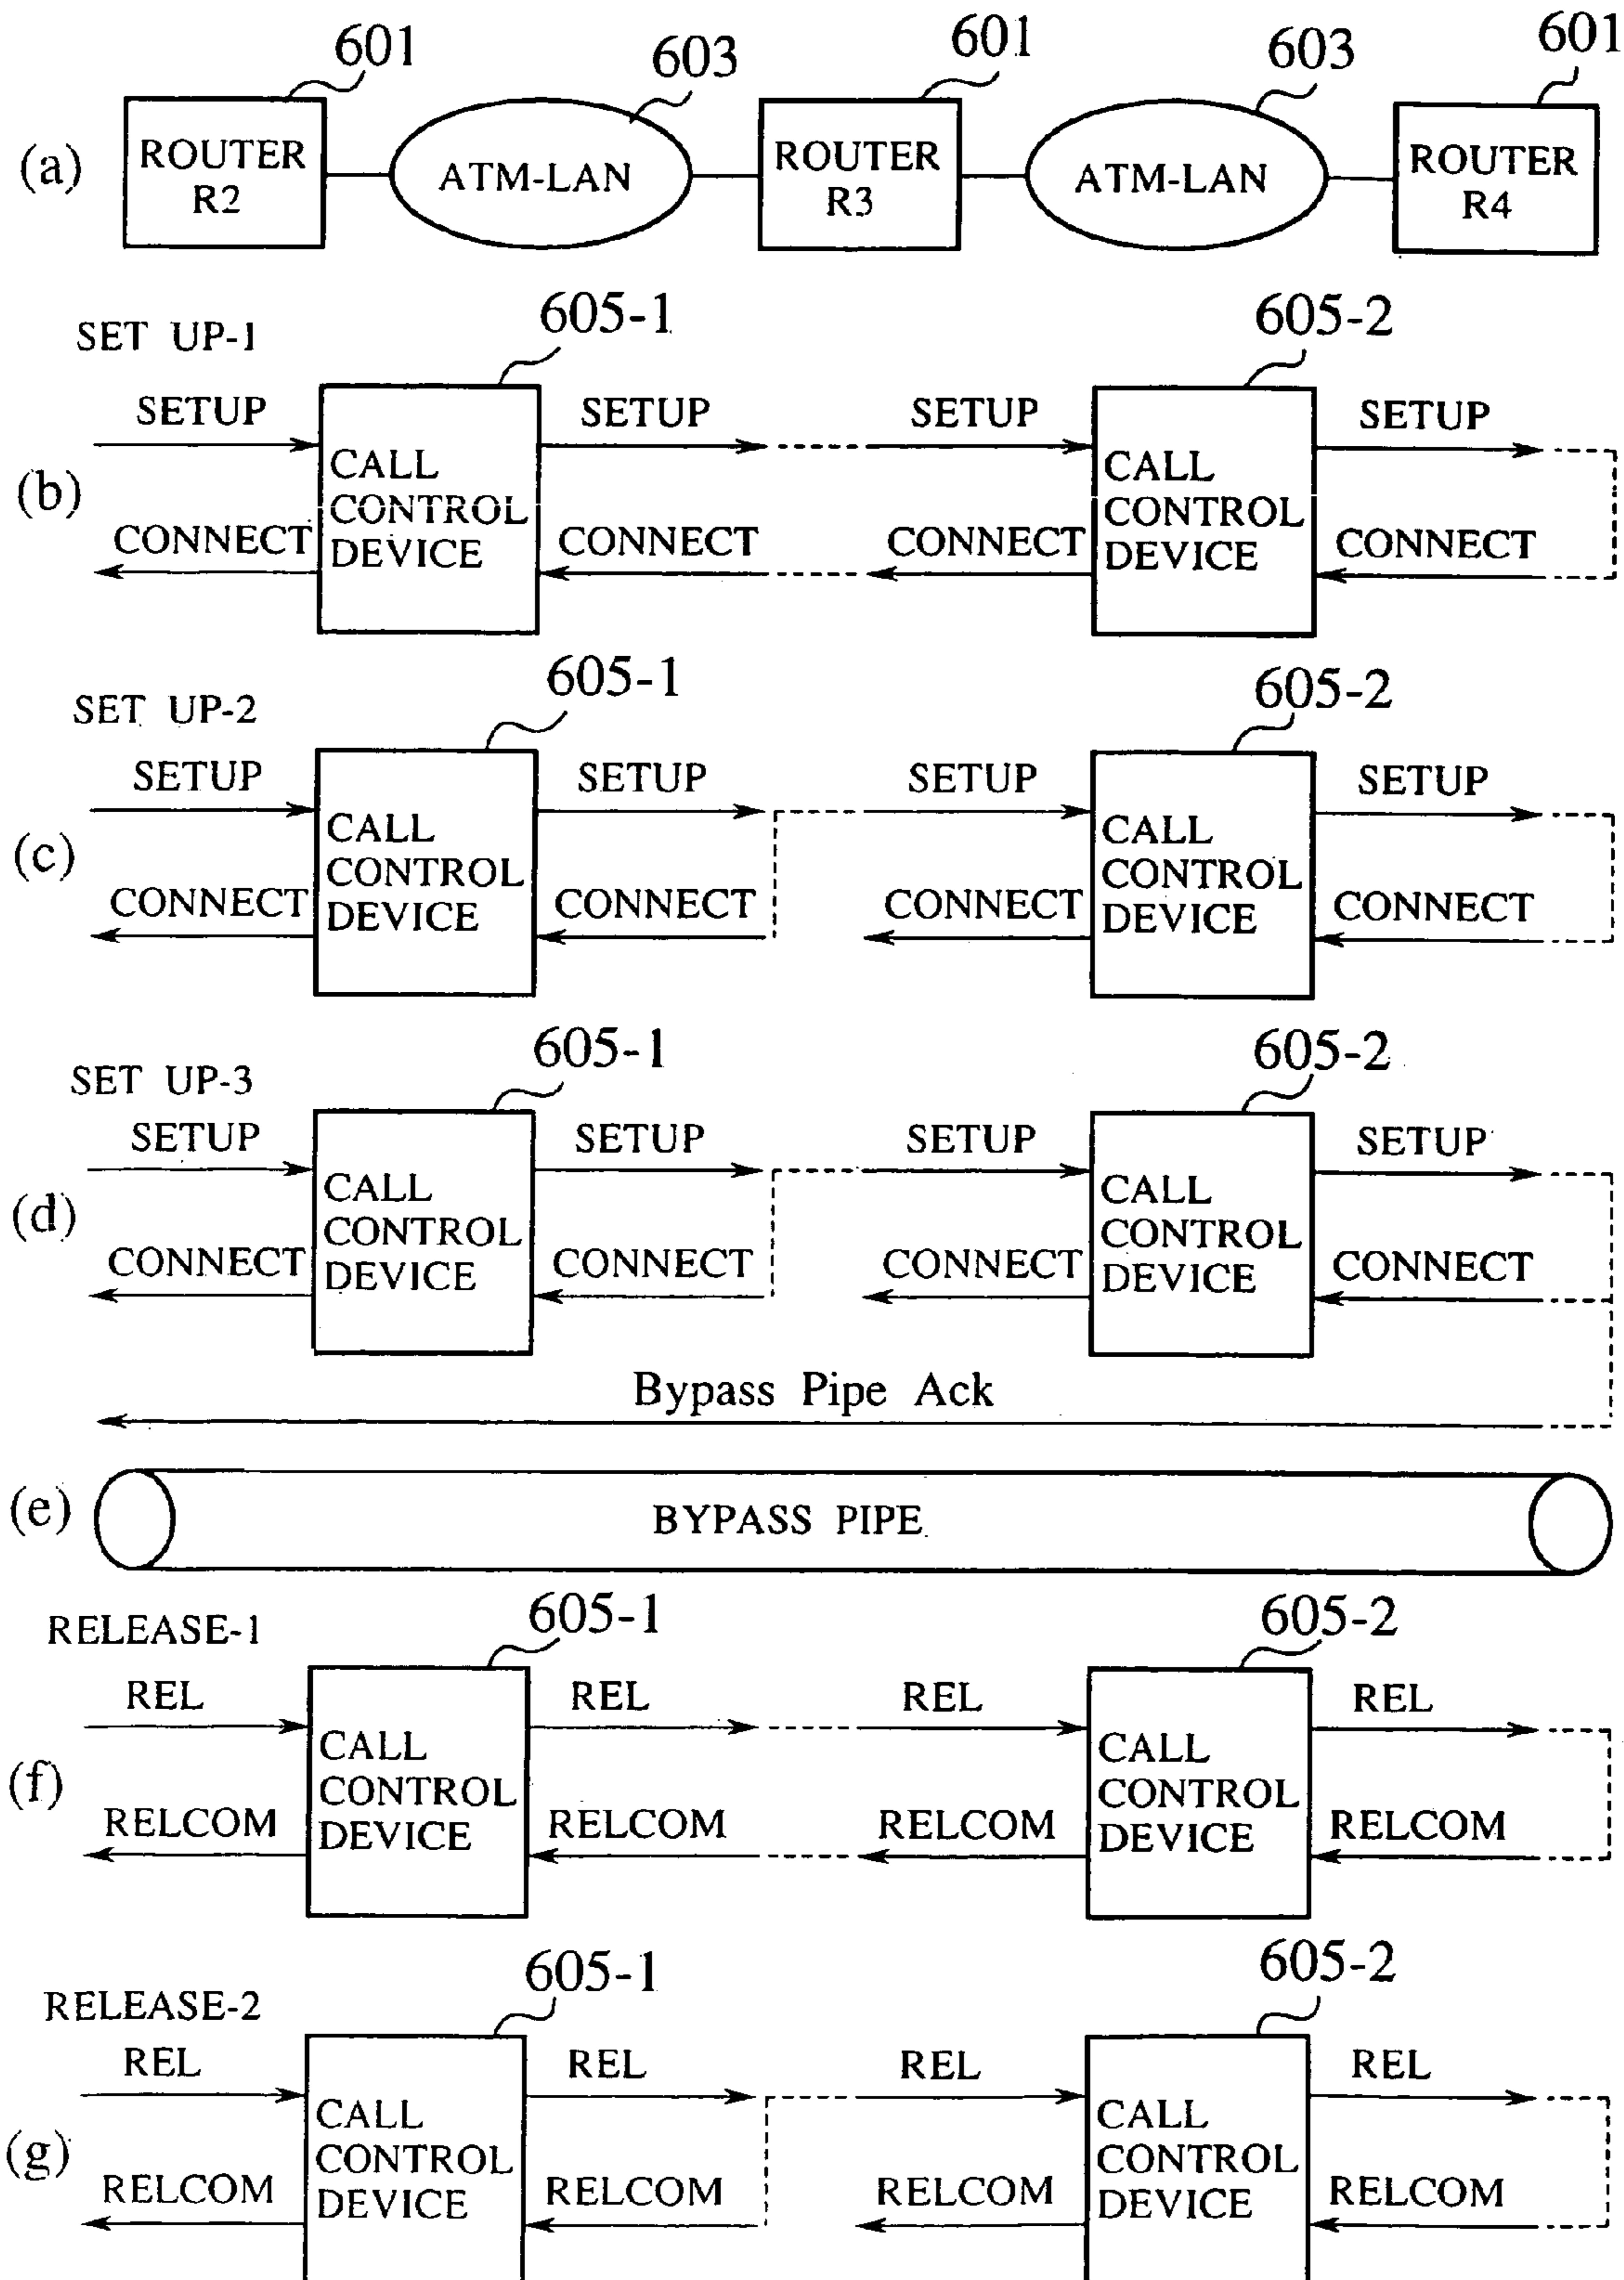 601
603
601
603
601
(a)
ROUTER
R2
ATM-LAN
ROUTER
R3
ATM-LAN
ROUTER
R4
SET UP-1
605-1
605-2
(b)
SETUP
SETUP
SETUP
SETUP
CALL
CONTROL
DEVICE
CALL
CONTROL
DEVICE
CONNECT
CONNECT
CONNECT
CONNECT
SET UP-2
605-1
605-2
(c)
SETUP
SETUP
SETUP
SETUP
CALL
CONTROL
DEVICE
CALL
CONTROL
DEVICE
CONNECT
CONNECT
CONNECT
CONNECT
SET UP-3
605-1
605-2
(d)
SETUP
SETUP
SETUP
SETUP
CALL
CONTROL
DEVICE
CALL
CONTROL
DEVICE
CONNECT
CONNECT
CONNECT
CONNECT
Bypass Pipe Ack
(e)
BYPASS PIPE
RELEASE-1
605-1
605-2
(f)
REL
REL
REL
REL
CALL
CONTROL
DEVICE
CALL
CONTROL
DEVICE
RELCOM
RELCOM
RELCOM
RELCOM
RELEASE-2
605-1
605-2
(g)
REL
REL
REL
REL
CALL
CONTROL
DEVICE
CALL
CONTROL
DEVICE
RELCOM
RELCOM
RELCOM
RELCOM